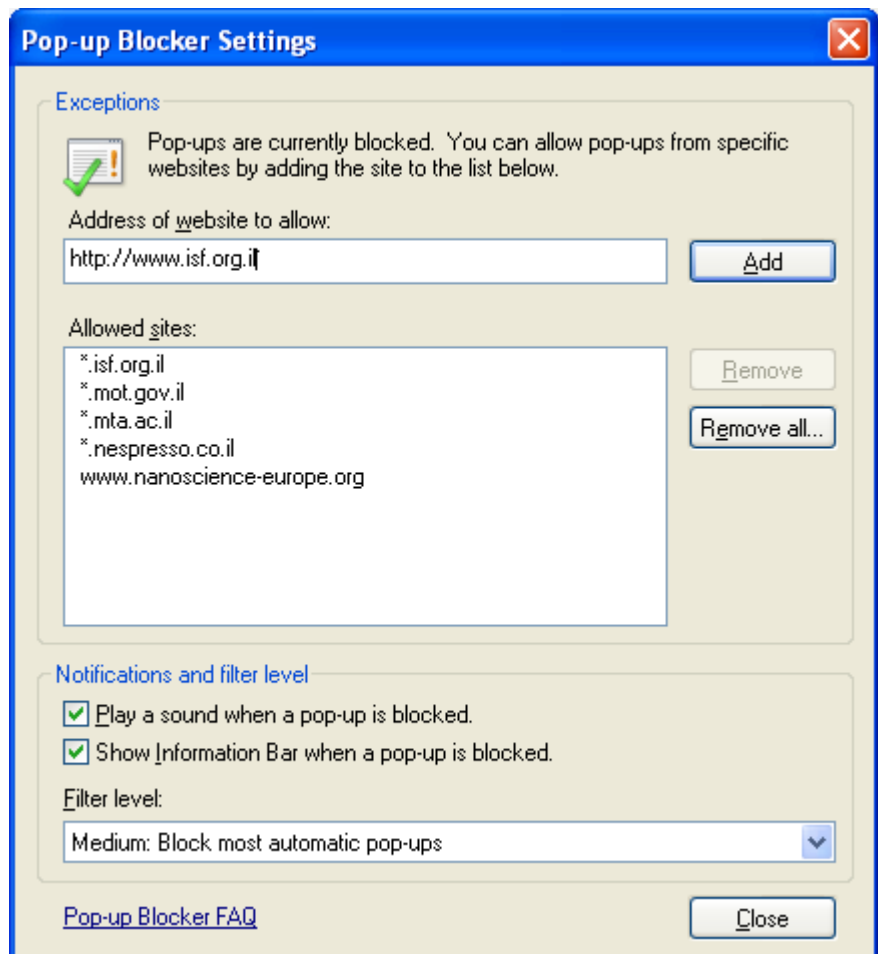 Pop-up Blocker Settings
Exceptions
Pop-ups are currently blocked. You can allow pop-ups from specific
websites by adding the site to the list below.
Address of website to allow:
http://www.isf.org.il
Add
Allowed sites:
*.isf.org.il
*.mot.gov.il
*.mta.ac.il
*.nespresso.co.il
www.nanoscience-europe.org
Remove
Remove all...
Notifications and filter level
Play a sound when a pop-up is blocked.
Show Information Bar when a pop-up is blocked.
Filter level:
Medium: Block most automatic pop-ups
Pop-up Blocker FAQ
Close